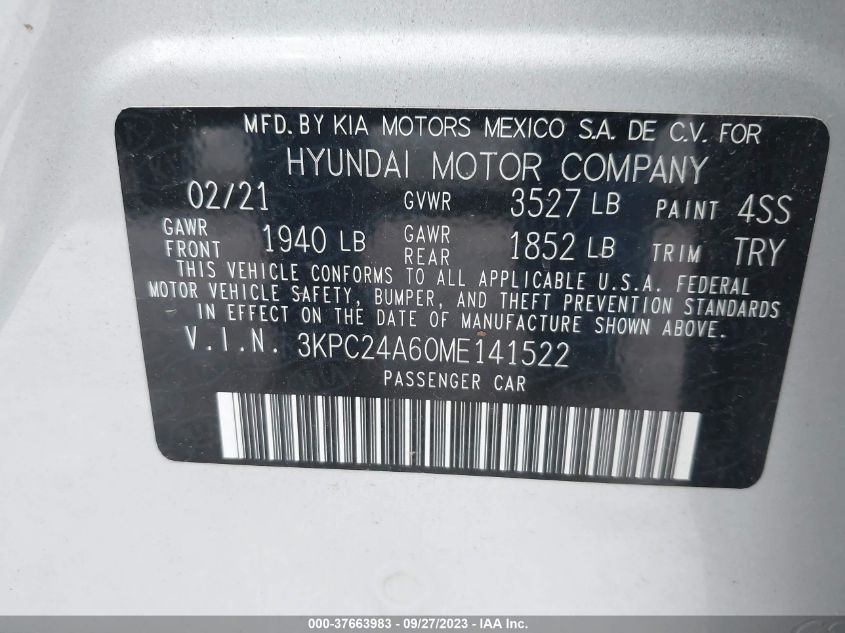 MFD. BY KIA MOTORS MEXICO S.A. DE C.V. FOR
HYUNDAI MOTOR COMPANY
02/21 GVWR 3527 LB PAINT 4SS
GAWR FRONT 1940 LB GAWR REAR 1852 LB TRIM TRY
THIS VEHICLE CONFORMS TO ALL APPLICABLE U.S.A. FEDERAL
MOTOR VEHICLE SAFETY, BUMPER, AND THEFT PREVENTION STANDARDS
IN EFFECT ON THE DATE OF MANUFACTURE SHOWN ABOVE.
V.I.N. 3KPC24A60ME141522
PASSENGER CAR
000-37663983 / 09/27/2023 - IAA Inc.